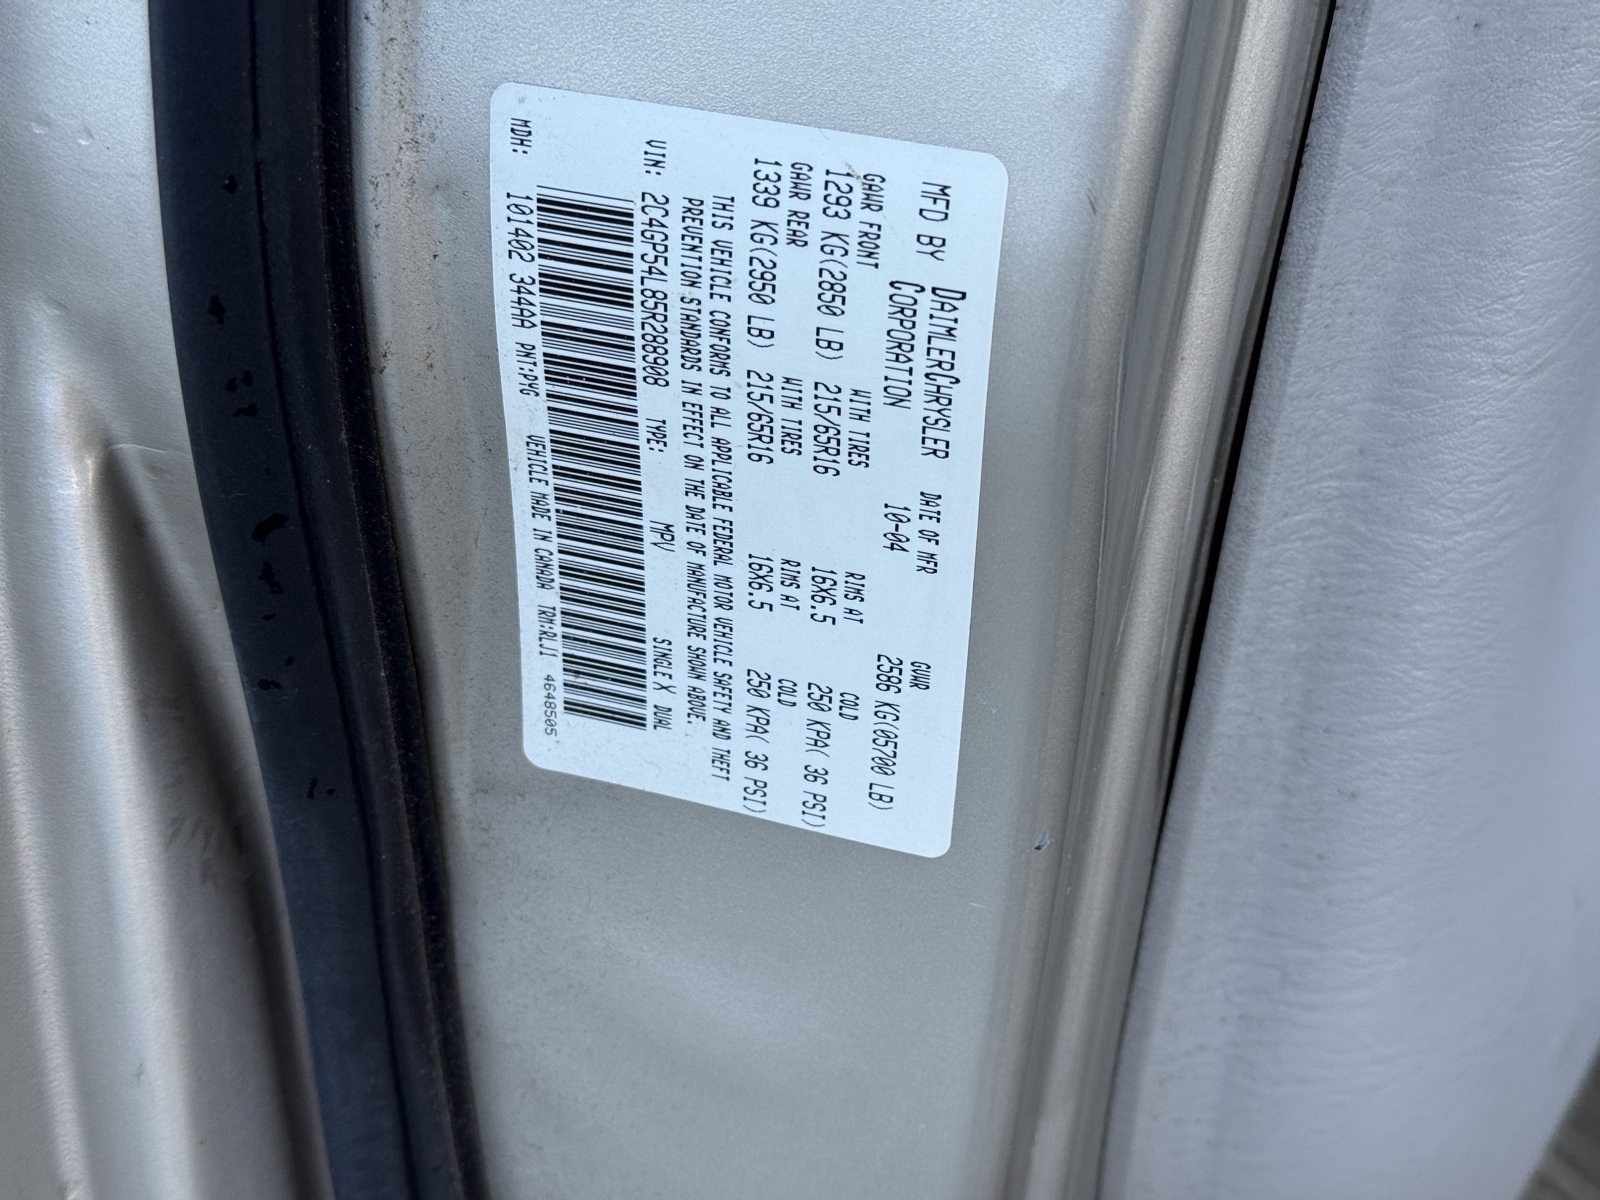 MFD BY DAIMLERCHRYSLER CORPORATION DATE OF MFR 10-04 GVWR 2586 KG(05700 LB)
GAWR FRONT WITH TIRES RIMS AT COLD
1293 KG(2850 LB) 215/65R16 16X6.5 250 KPA( 36 PSI)
GAWR REAR WITH TIRES RIMS AT COLD
1339 KG(2950 LB) 215/65R16 16X6.5 250 KPA( 36 PSI)
THIS VEHICLE CONFORMS TO ALL APPLICABLE FEDERAL MOTOR VEHICLE SAFETY AND THEFT
PREVENTION STANDARDS IN EFFECT ON THE DATE OF MANUFACTURE SHOWN ABOVE.
VIN: 2C4GP54L85R288908 TYPE: MPV SINGLE X DUAL
MDH: 101402 344AA PNT:PYG VEHICLE MADE IN CANADA TRM:RLJ1 4648505